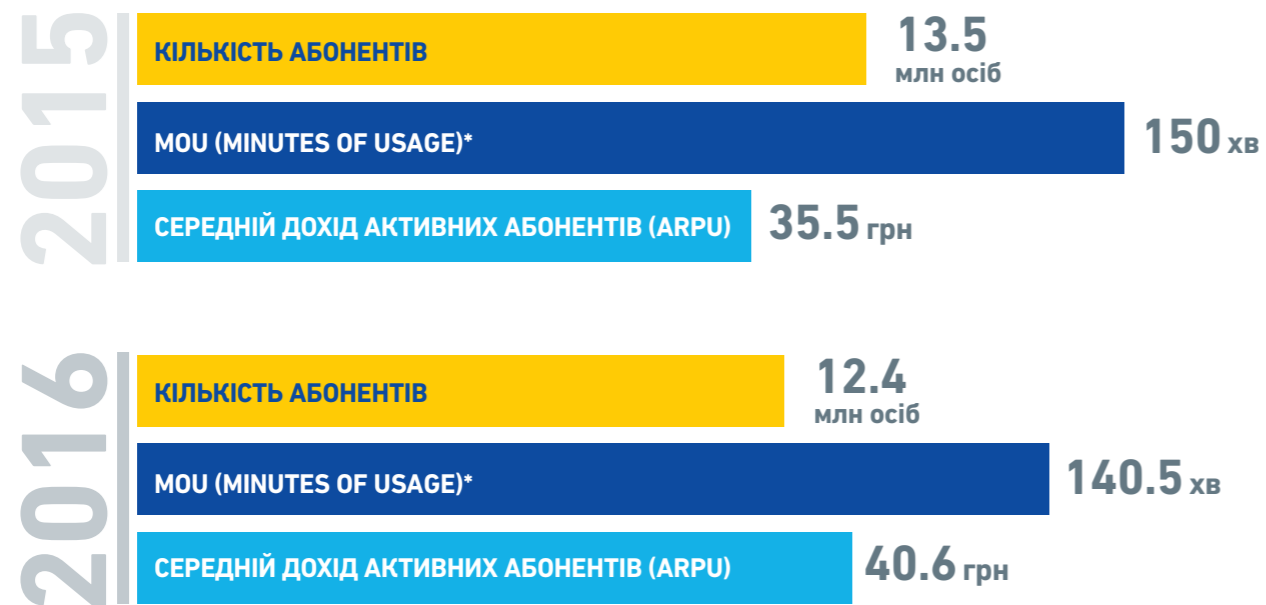 2015
КІЛЬКІСТЬ АБОНЕНТІВ
13.5
млн осіб
MOU (MINUTES OF USAGE)*
150 хв
СЕРЕДНІЙ ДОХІД АКТИВНИХ АБОНЕНТІВ (ARPU)
35.5 грн
2016
КІЛЬКІСТЬ АБОНЕНТІВ
12.4
млн осіб
MOU (MINUTES OF USAGE)*
140.5 хв
СЕРЕДНІЙ ДОХІД АКТИВНИХ АБОНЕНТІВ (ARPU)
40.6 грн